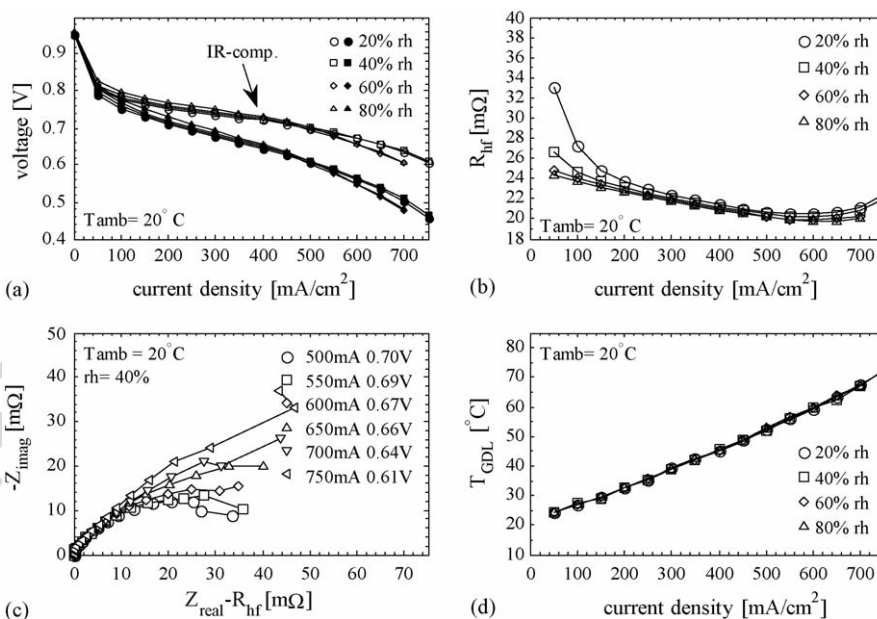 0.9
0.8
0.7
0.6
0.5
0.4
voltage [V]
IR-comp.
20% rh
40% rh
60% rh
80% rh
Tamb= 20°C
0 100 200 300 400 500 600 700
(a)
current density [mA/cm²]
40
38
36
34
32
30
28
26
24
22
20
18
R_hf [mΩ]
20% rh
40% rh
60% rh
80% rh
Tamb= 20°C
0 100 200 300 400 500 600 700
(b)
current density [mA/cm²]
50
40
30
20
10
0
-Z_imag [mΩ]
Tamb = 20°C
rh= 40%
500mA 0.70V
550mA 0.69V
600mA 0.67V
650mA 0.66V
700mA 0.64V
750mA 0.61V
0 10 20 30 40 50 60 70
(c)
Z_real-R_hf [mΩ]
80
70
60
50
40
30
20
10
T_GDL [°C]
Tamb= 20°C
20% rh
40% rh
60% rh
80% rh
0 100 200 300 400 500 600 700
(d)
current density [mA/cm²]